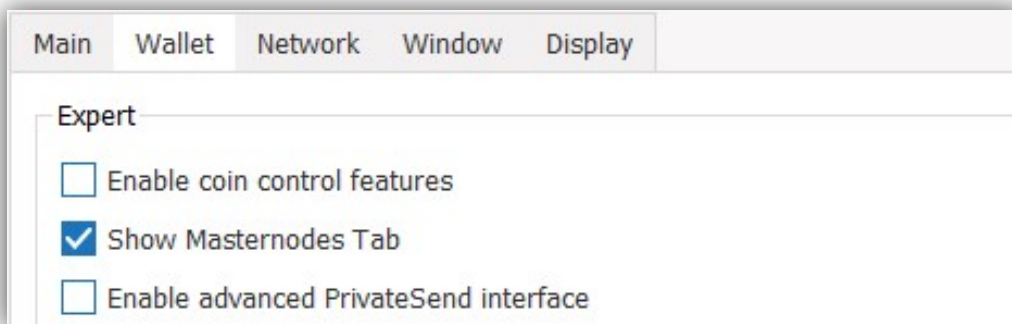 Main Wallet Network Window Display
Expert
Enable coin control features
Show Masternodes Tab
Enable advanced PrivateSend interface